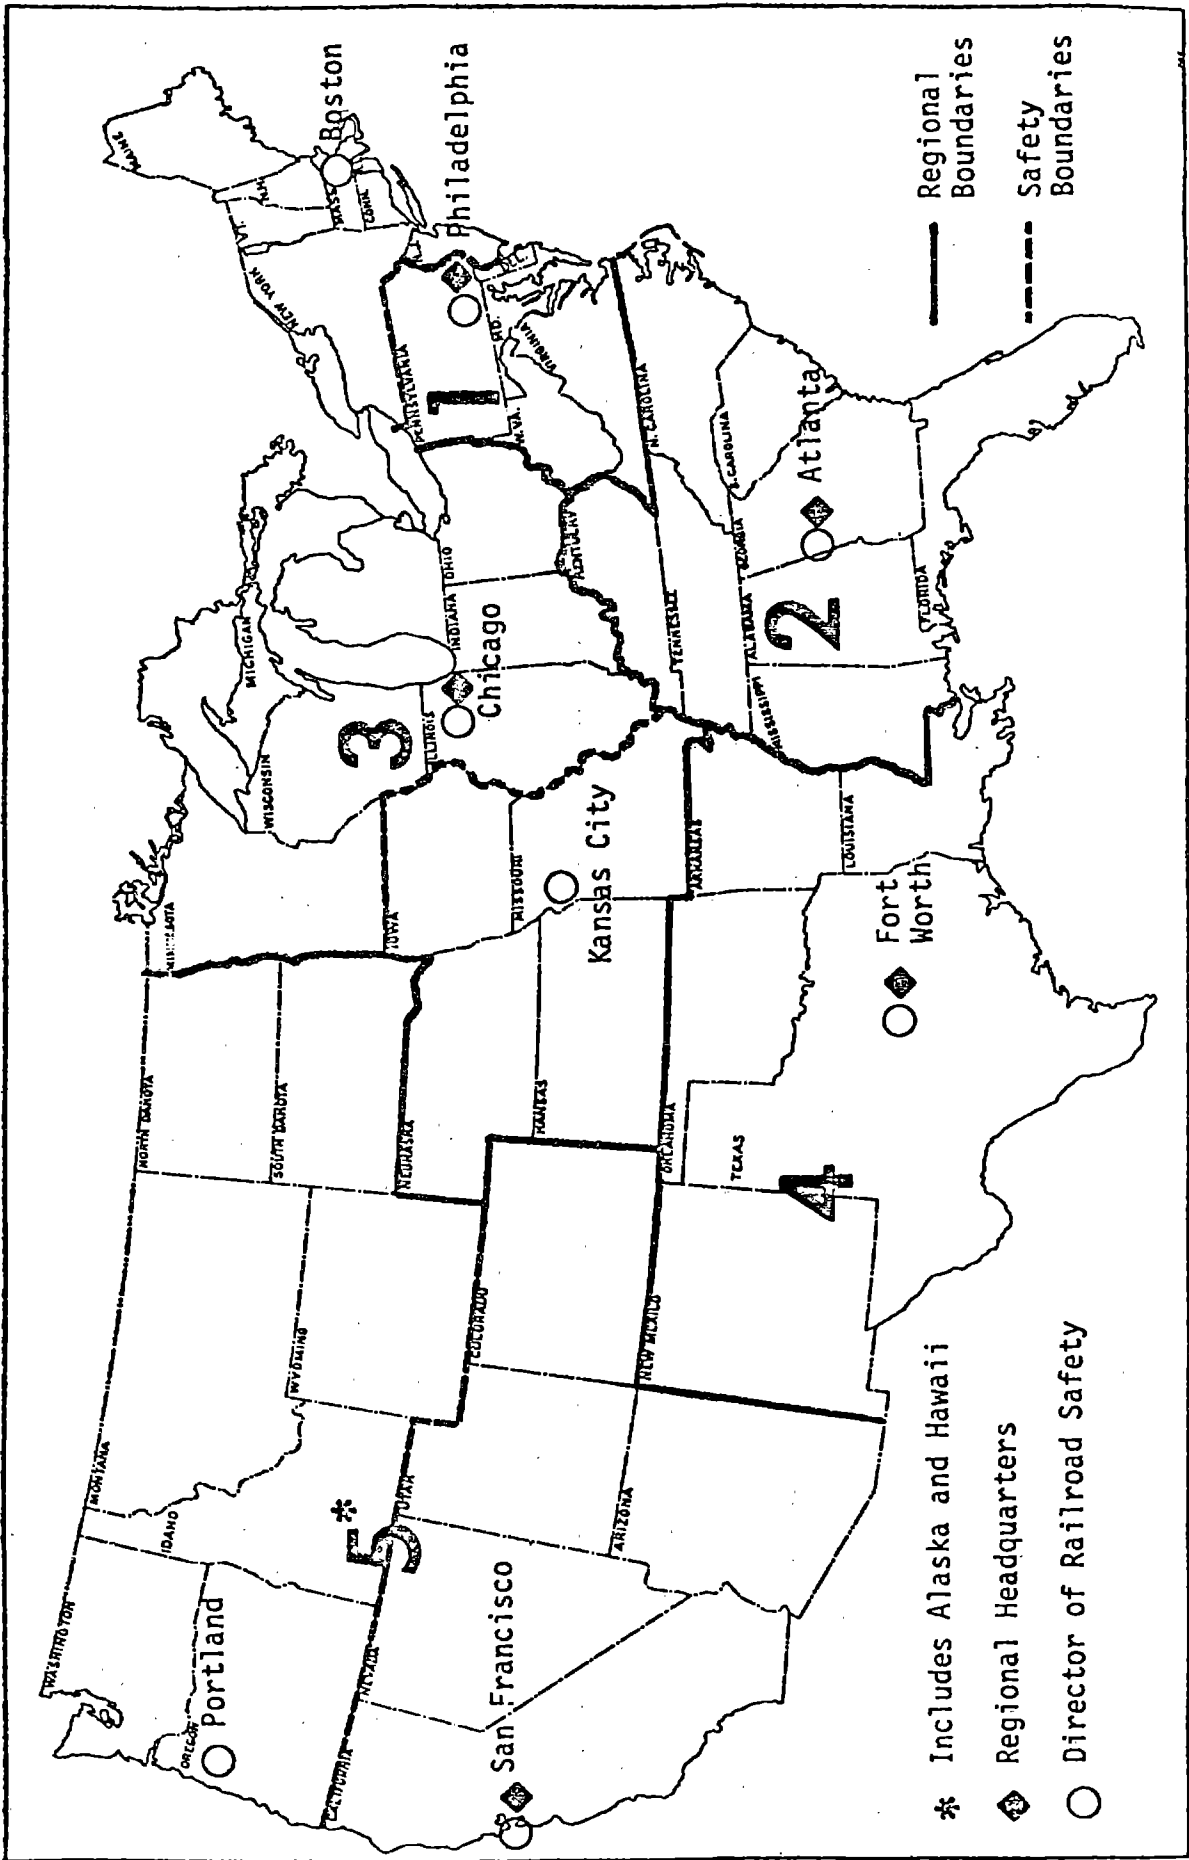 WASHINGTON
MONTANA
NORTH DAKOTA
MINNESOTA
MAINE
OREGON
Portland
IDAHO
WYOMING
SOUTH DAKOTA
WISCONSIN
MICHIGAN
NEW YORK
VT.
N.H.
MASS
CONN
Boston
5*
3
CALIFORNIA
NEVADA
UTAH
COLORADO
NEBRASKA
IOWA
ILLINOIS
INDIANA
OHIO
PENNSYLVANIA
1
Philadelphia
San Francisco
Chicago
KANSAS
MISSOURI
Kansas City
KENTUCKY
W. VA.
VIRGINIA
MD.
DEL.
ARIZONA
NEW MEXICO
OKLAHOMA
ARKANSAS
TENNESSEE
N. CAROLINA
S. CAROLINA
TEXAS
4
Fort
Worth
LOUISIANA
MISSISSIPPI
ALABAMA
GEORGIA
2
Atlanta
FLORIDA
* Includes Alaska and Hawaii
Regional Headquarters
Director of Railroad Safety
Regional
Boundaries
Safety
Boundaries